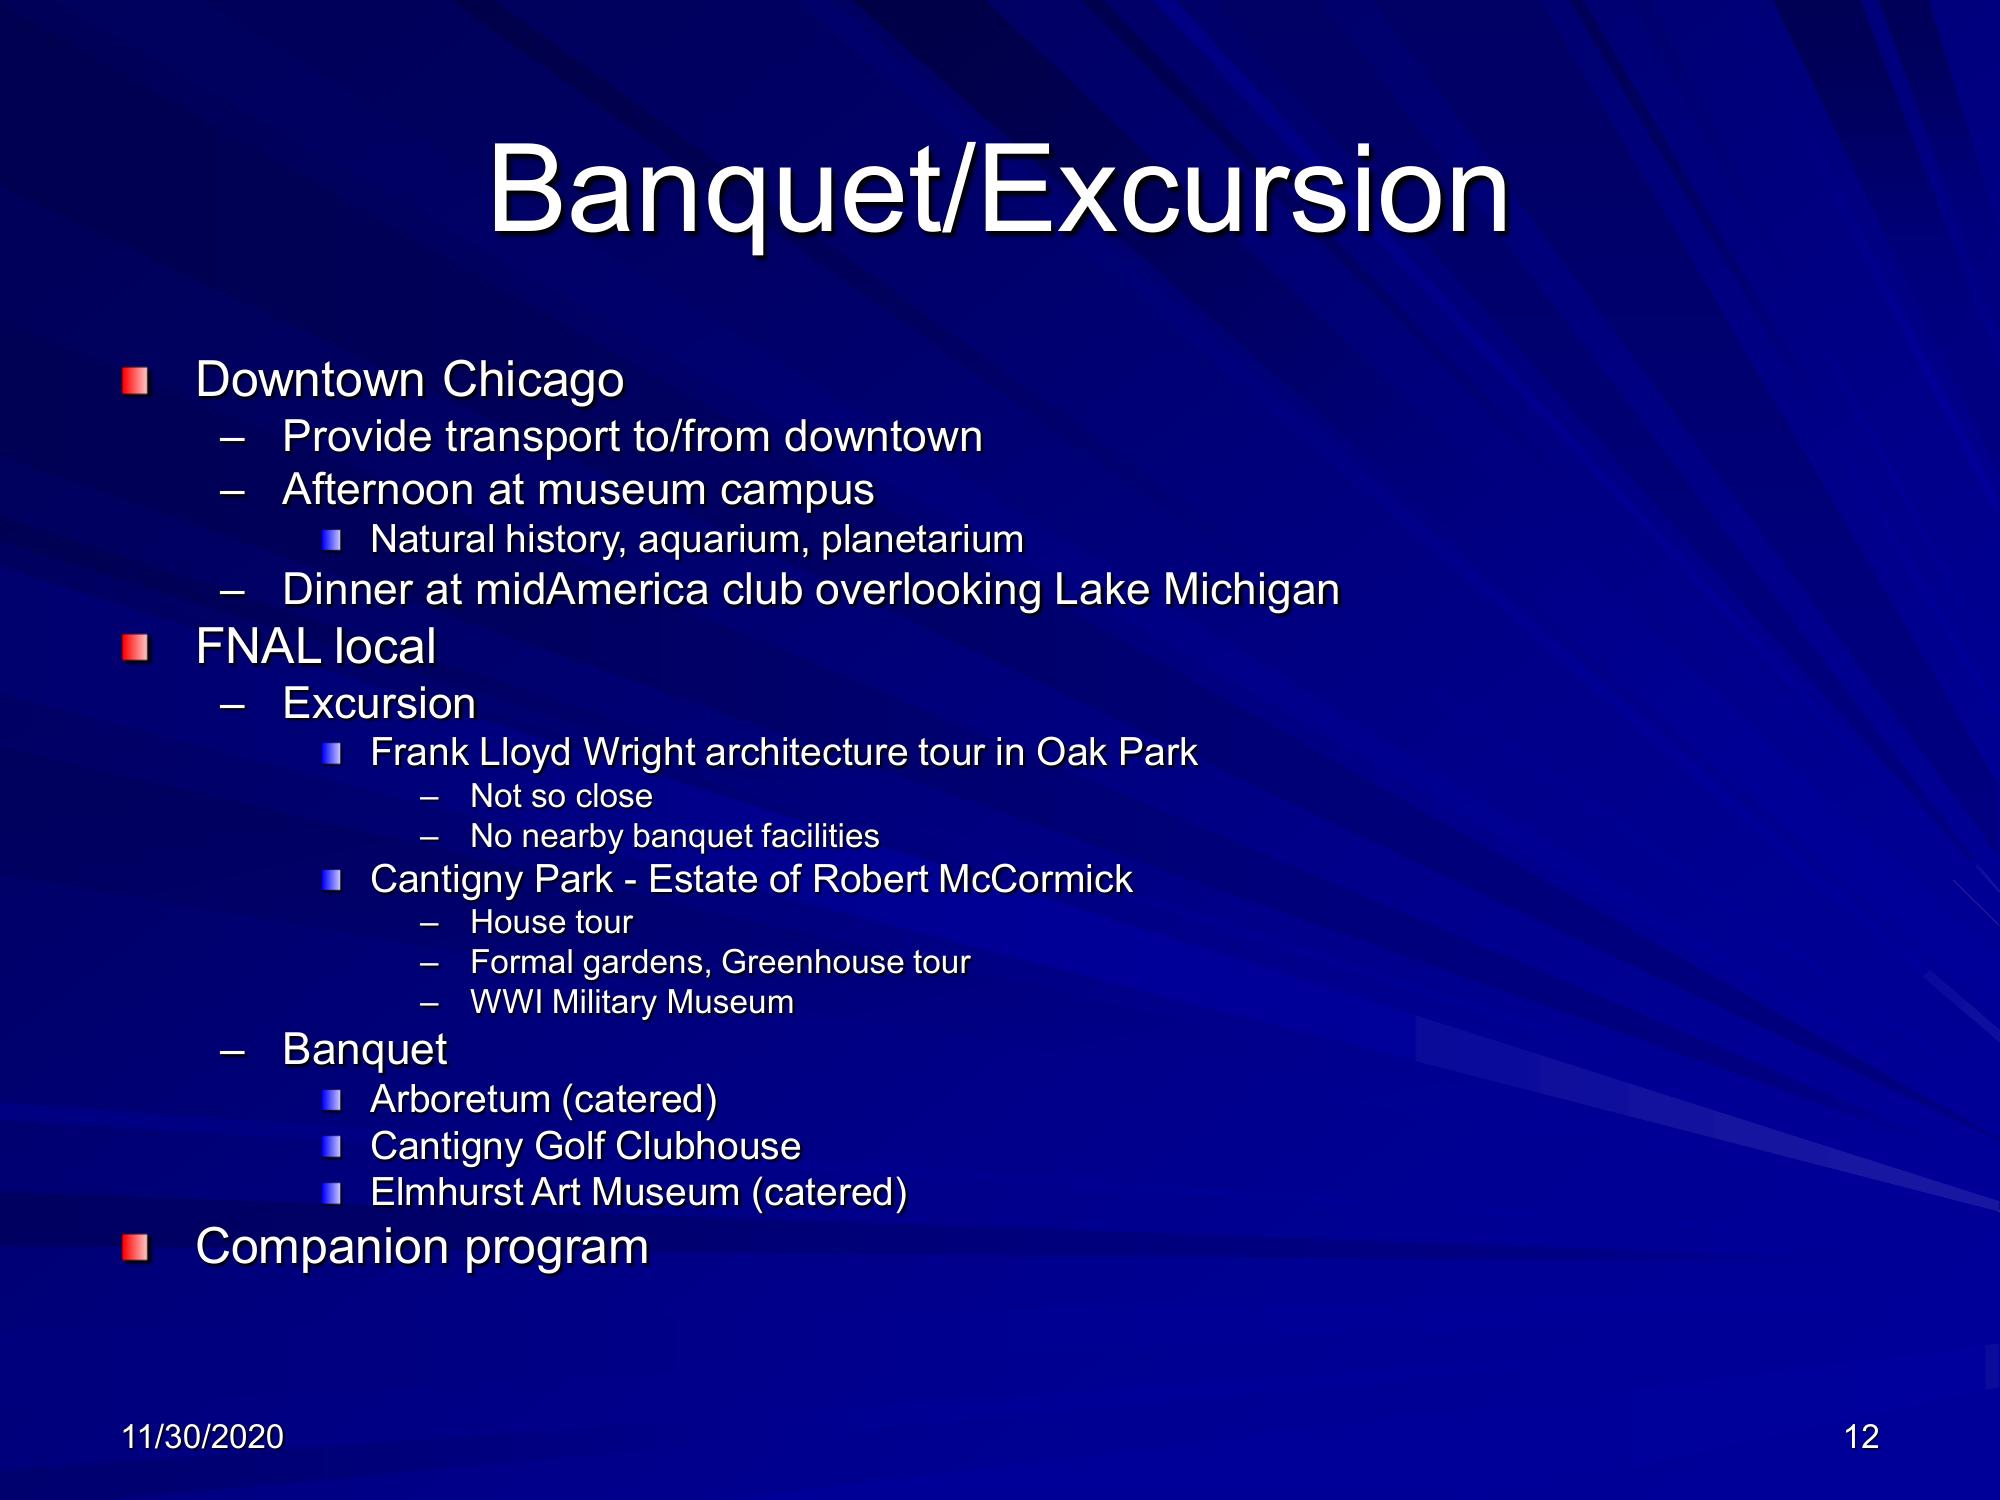 Banquet/Excursion
Downtown Chicago
– Provide transport to/from downtown
– Afternoon at museum campus
Natural history, aquarium, planetarium
– Dinner at midAmerica club overlooking Lake Michigan
FNAL local
– Excursion
Frank Lloyd Wright architecture tour in Oak Park
– Not so close
– No nearby banquet facilities
Cantigny Park - Estate of Robert McCormick
– House tour
– Formal gardens, Greenhouse tour
– WWI Military Museum
– Banquet
Arboretum (catered)
Cantigny Golf Clubhouse
Elmhurst Art Museum (catered)
Companion program
11/30/2020
12